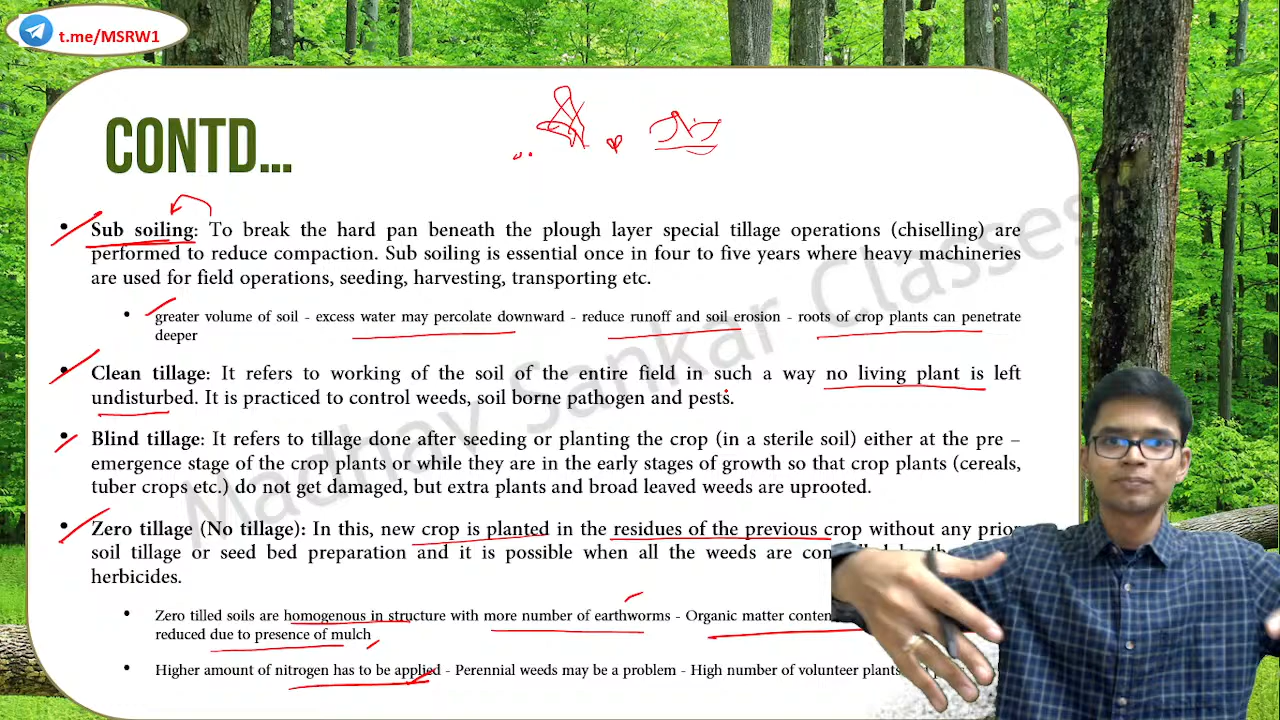 t.me/MSRW1
CONTD...
• Sub soiling: To break the hard pan beneath the plough layer special tillage operations (chiselling) are
performed to reduce compaction. Sub soiling is essential once in four to five years where heavy machineries
are used for field operations, seeding, harvesting, transporting etc.
• greater volume of soil - excess water may percolate downward - reduce runoff and soil erosion - roots of crop plants can penetrate
deeper
• Clean tillage: It refers to working of the soil of the entire field in such a way no living plant is left
undisturbed. It is practiced to control weeds, soil borne pathogen and pests.
• Blind tillage: It refers to tillage done after seeding or planting the crop (in a sterile soil) either at the pre –
emergence stage of the crop plants or while they are in the early stages of growth so that crop plants (cereals,
tuber crops etc.) do not get damaged, but extra plants and broad leaved weeds are uprooted.
• Zero tillage (No tillage): In this, new crop is planted in the residues of the previous crop without any prior
soil tillage or seed bed preparation and it is possible when all the weeds are
herbicides.
• Zero tilled soils are homogenous in structure with more number of earthworms - Organic matter
reduced due to presence of mulch
• Higher amount of nitrogen has to be applied - Perennial weeds may be a problem - High number of volunteer plants
Madhav Sankar Classes